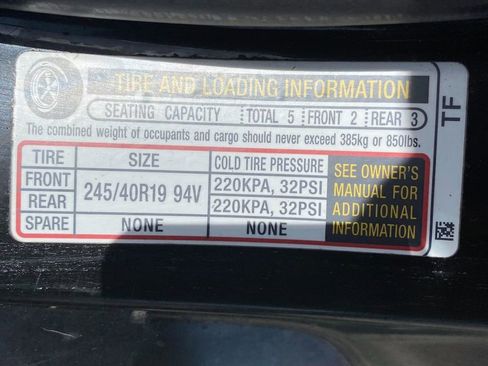 TIRE AND LOADING INFORMATION
SEATING CAPACITY TOTAL 5 FRONT 2 REAR 3
The combined weight of occupants and cargo should never exceed 385kg or 850lbs.
TIRE SIZE COLD TIRE PRESSURE
FRONT 245/40R19 94V 220KPA, 32PSI
REAR 220KPA, 32PSI
SPARE NONE NONE
SEE OWNER'S
MANUAL FOR
ADDITIONAL
INFORMATION
TF